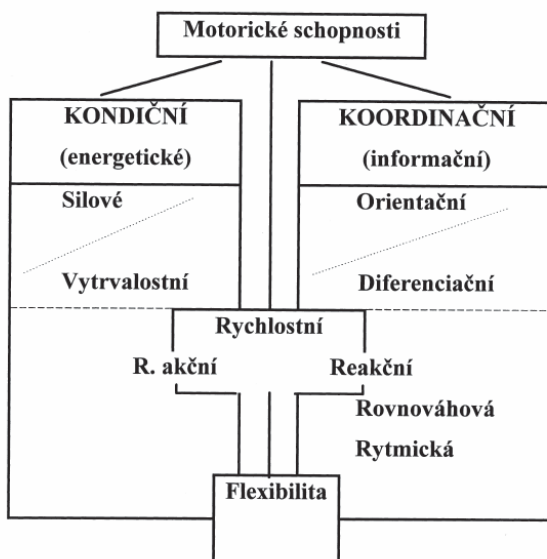 Motorické schopnosti
KONDIČNÍ
(energetické)
KOORDINAČNÍ
(informační)
Silové
Orientační
Vytrvalostní
Diferenciační
Rychlostní
R. akční
Reakční
Rovnováhová
Rytmická
Flexibilita